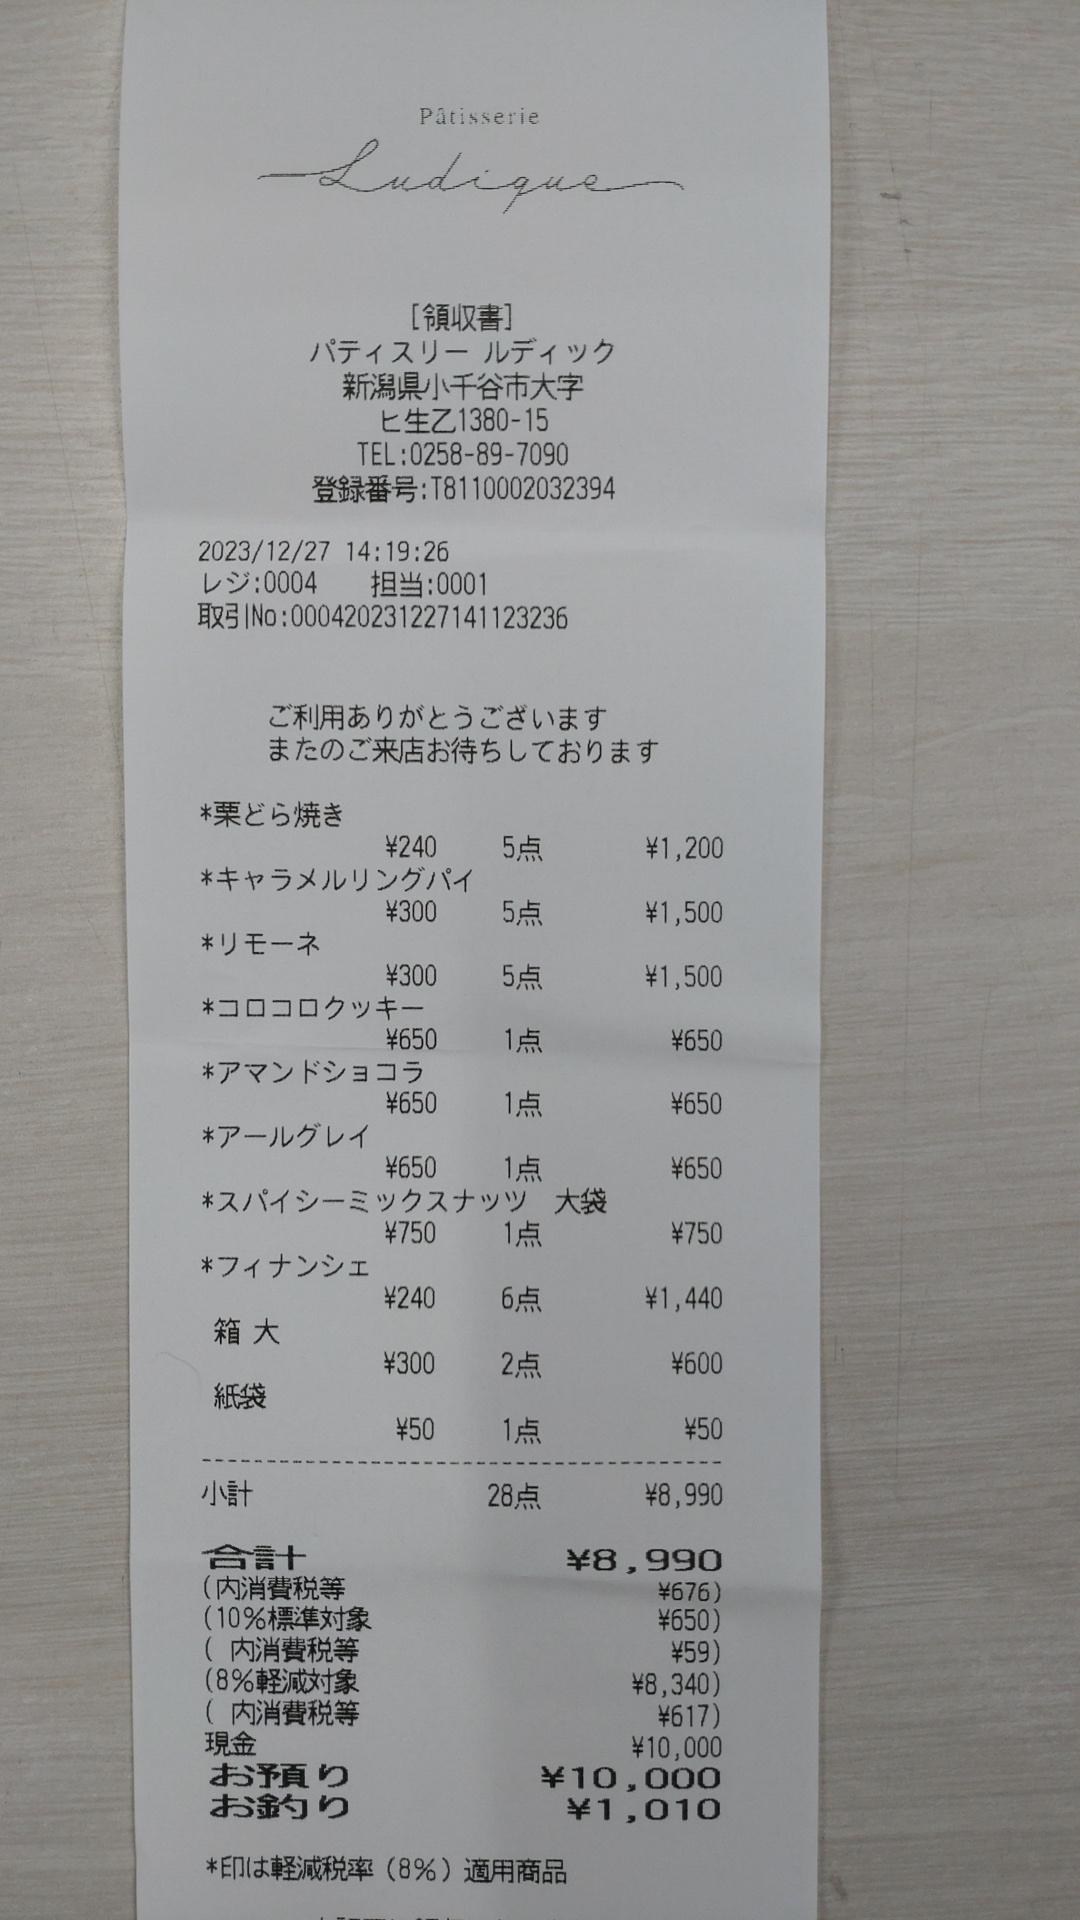 Pâtisserie
Ludique
[領収書]
パティスリー ルディック
新潟県小千谷市大字
ヒ生乙1380-15
TEL:0258-89-7090
登録番号:T8110002032394
2023/12/27 14:19:26
レジ:0004 担当:0001
取引No:000420231227141123236
ご利用ありがとうございます
またのご来店お待ちしております
*栗どら焼き
¥240 5点 ¥1,200
*キャラメルリングパイ
¥300 5点 ¥1,500
*リモーネ
¥300 5点 ¥1,500
*コロコロクッキー
¥650 1点 ¥650
*アマンドショコラ
¥650 1点 ¥650
*アールグレイ
¥650 1点 ¥650
*スパイシーミックスナッツ 大袋
¥750 1点 ¥750
*フィナンシェ
¥240 6点 ¥1,440
箱 大
¥300 2点 ¥600
紙袋
¥50 1点 ¥50
小計 28点 ¥8,990
合計 ¥8,990
(内消費税等 ¥676)
(10%標準対象 ¥650)
( 内消費税等 ¥59)
(8%軽減対象 ¥8,340)
( 内消費税等 ¥617)
現金 ¥10,000
お預り ¥10,000
お釣り ¥1,010
*印は軽減税率(8%)適用商品